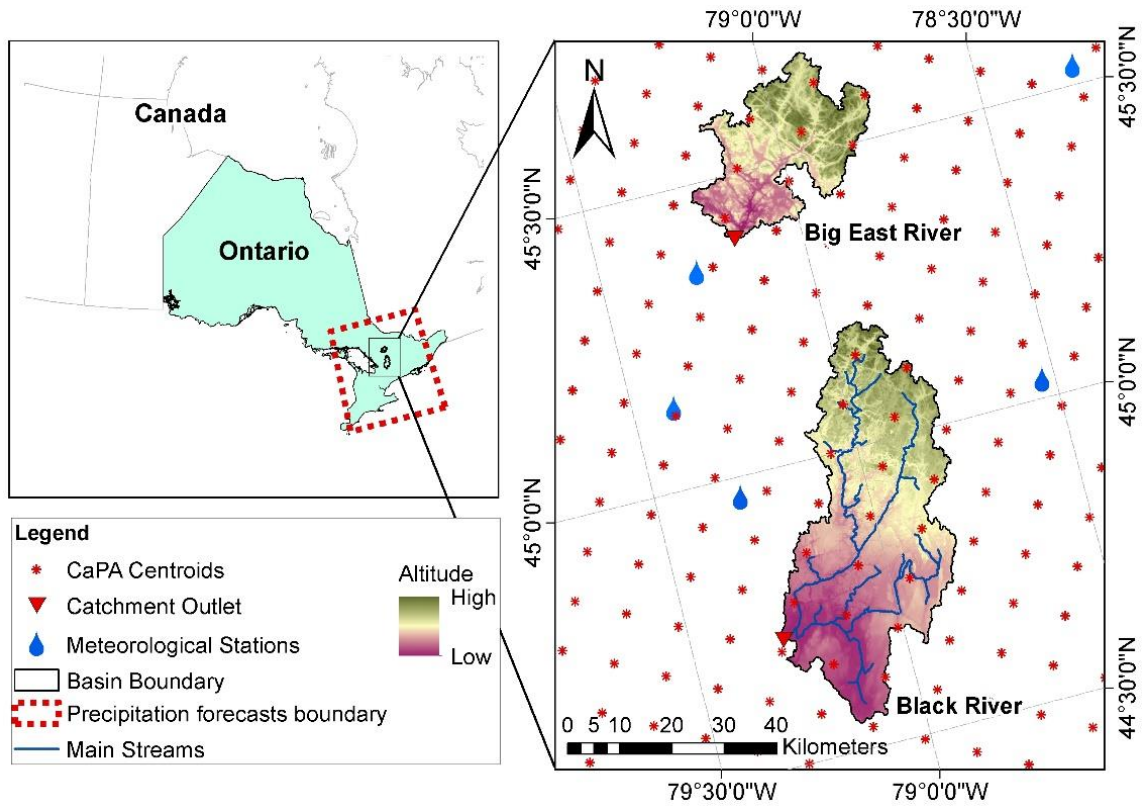 79°0'0"W
78°30'0"W
Canada
Ontario
N
45°30'0"N
45°30'0"N
Big East River
45°0'0"N
45°0'0"N
Black River
44°30'0"N
0 5 10 20 30 40
Kilometers
79°30'0"W
79°0'0"W
Legend
CaPA Centroids
Catchment Outlet
Meteorological Stations
Basin Boundary
Precipitation forecasts boundary
Main Streams
Altitude
High
Low